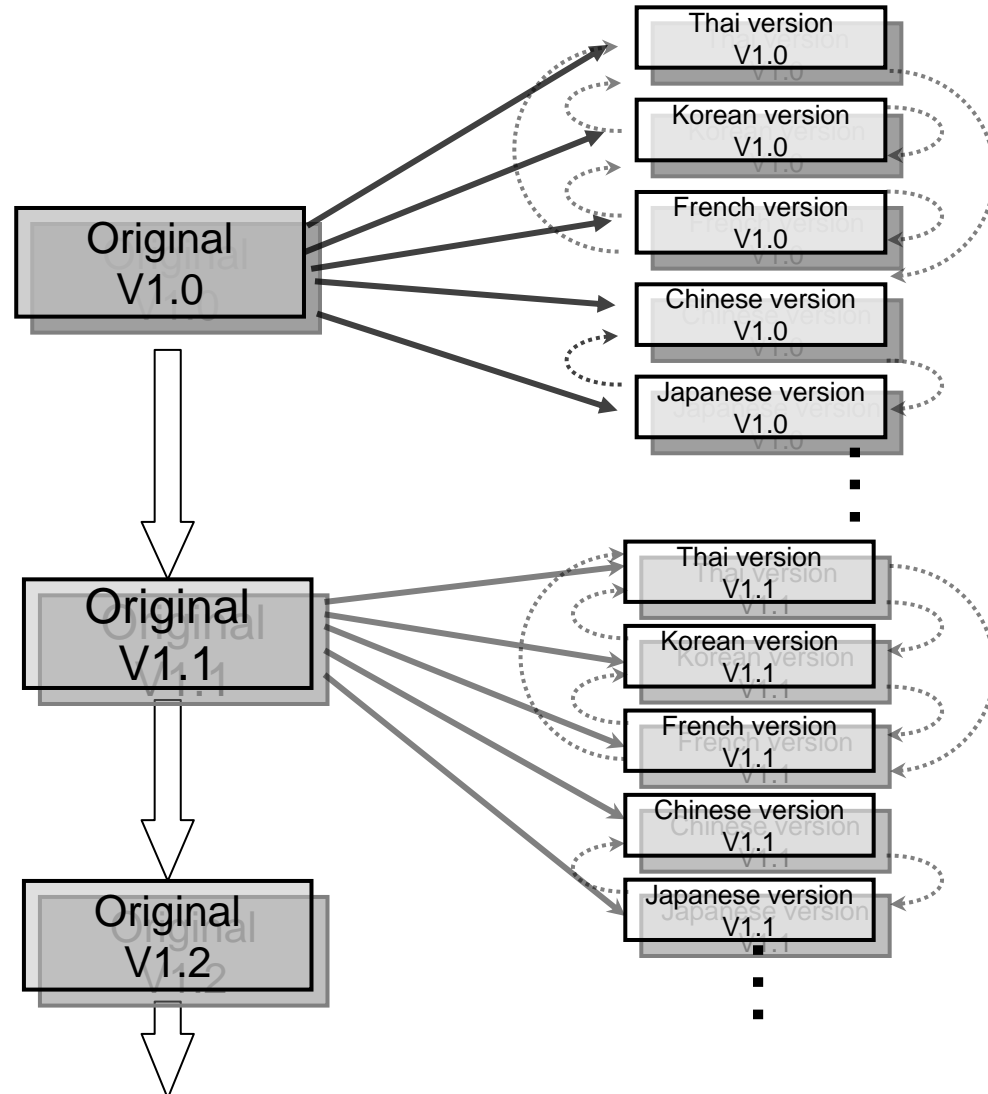 Thai version
V1.0
Korean version
V1.0
French version
V1.0
Original
V1.0
Chinese version
V1.0
Japanese version
V1.0
Thai version
V1.1
Original
V1.1
Korean version
V1.1
French version
V1.1
Chinese version
V1.1
Japanese version
V1.1
Original
V1.2